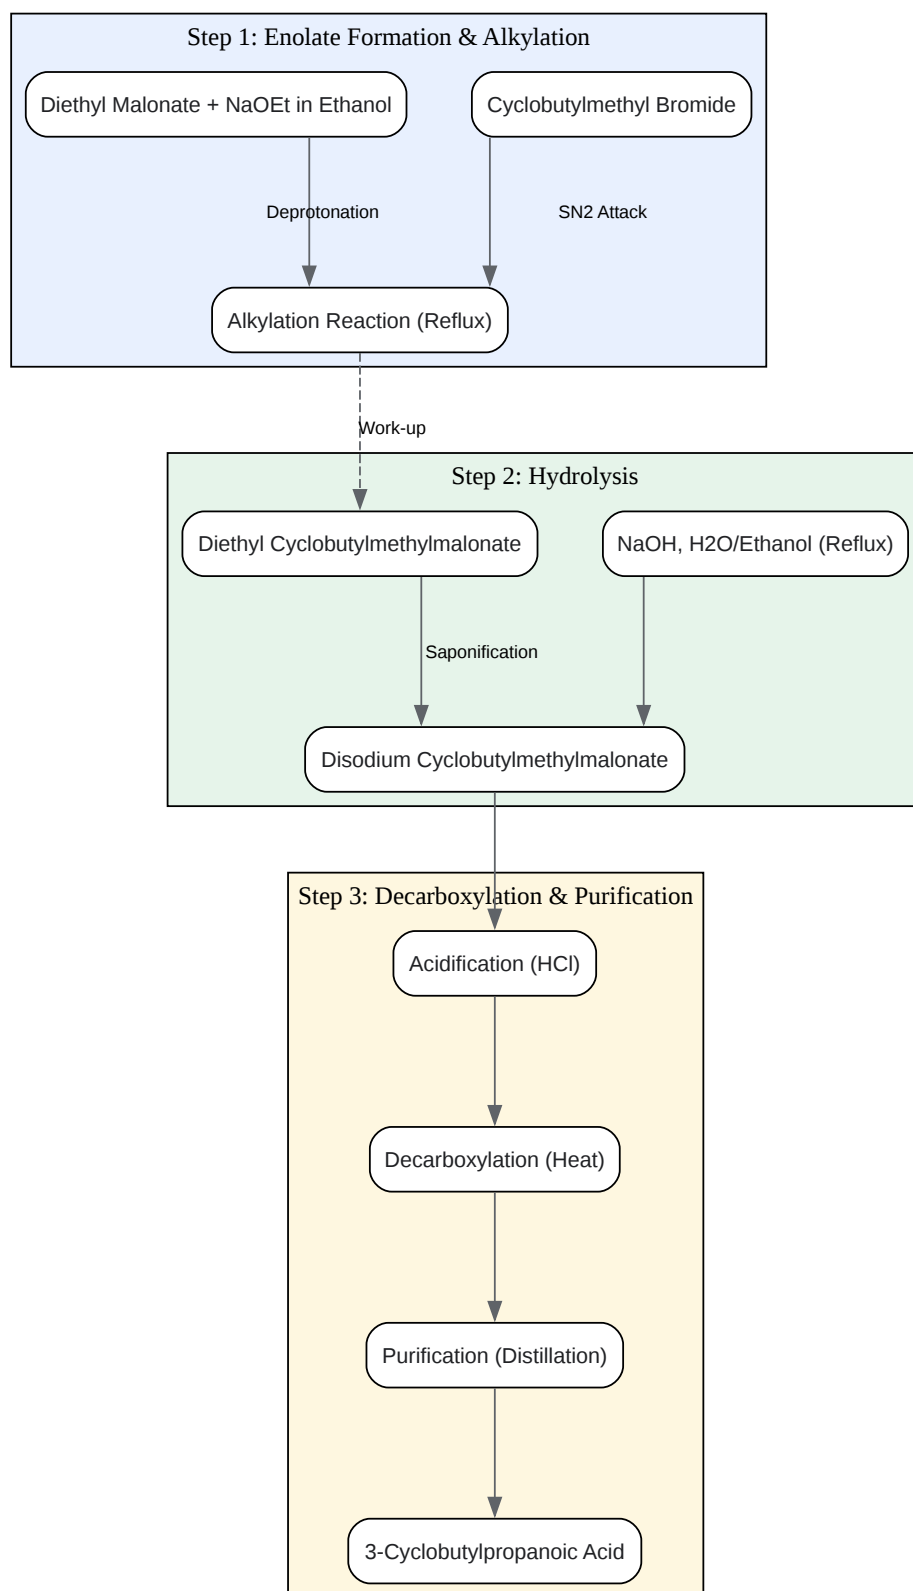 Step 1: Enolate Formation & Alkylation
Diethyl Malonate + NaOEt in Ethanol
Cyclobutylmethyl Bromide
Deprotonation
SN2 Attack
Alkylation Reaction (Reflux)
Work-up
Step 2: Hydrolysis
Diethyl Cyclobutylmethylmalonate
NaOH, H2O/Ethanol (Reflux)
Saponification
Disodium Cyclobutylmethylmalonate
Step 3: Decarboxylation & Purification
Acidification (HCl)
Decarboxylation (Heat)
Purification (Distillation)
3-Cyclobutylpropanoic Acid